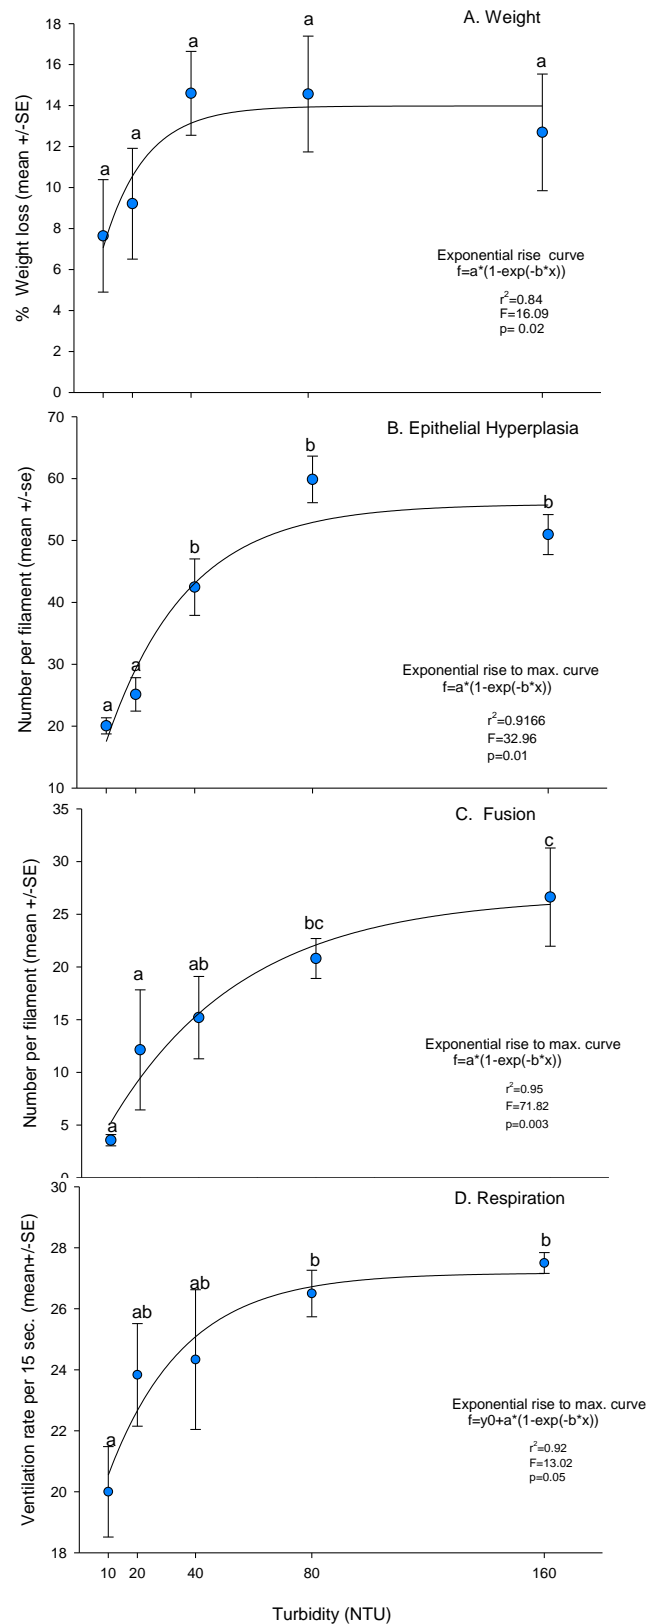 A. Weight
% Weight loss (mean +/-SE)
18
16
14
12
10
8
6
4
2
0
a
a
a
a
a
Exponential rise curve
f=a*(1-exp(-b*x))
r²=0.84
F=16.09
p= 0.02
B. Epithelial Hyperplasia
Number per filament (mean +/-se)
70
60
50
40
30
20
10
a
a
b
b
b
Exponential rise to max. curve
f=a*(1-exp(-b*x))
r²=0.9166
F=32.96
p=0.01
C. Fusion
Number per filament (mean +/-SE)
35
30
25
20
15
10
5
0
a
a
ab
bc
c
Exponential rise to max. curve
f=a*(1-exp(-b*x))
r²=0.95
F=71.82
p=0.003
D. Respiration
Ventilation rate per 15 sec. (mean+/-SE)
30
28
26
24
22
20
18
a
ab
ab
b
b
Exponential rise to max. curve
f=y0+a*(1-exp(-b*x))
r²=0.92
F=13.02
p=0.05
10 20 40 80 160
Turbidity (NTU)